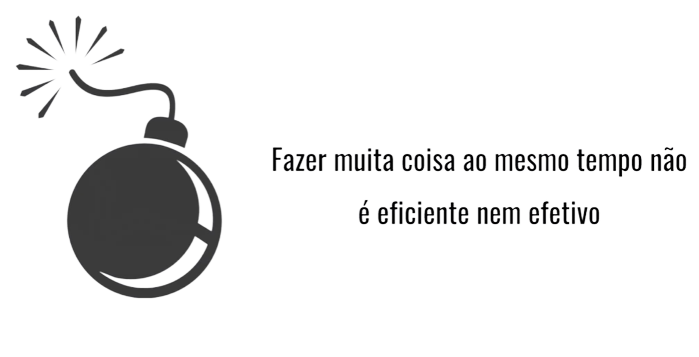 Fazer muita coisa ao mesmo tempo não
é eficiente nem efetivo